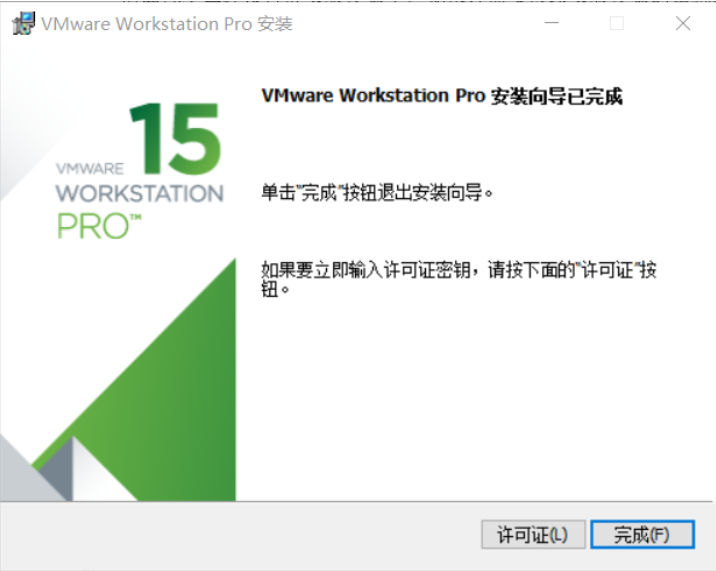 VMware Workstation Pro 安装
VMware Workstation Pro 安装向导已完成
15
VMWARE
WORKSTATION
PRO™
单击"完成"按钮退出安装向导。
如果要立即输入许可证密钥，请按下面的"许可证"按
钮。
许可证(L)
完成(F)